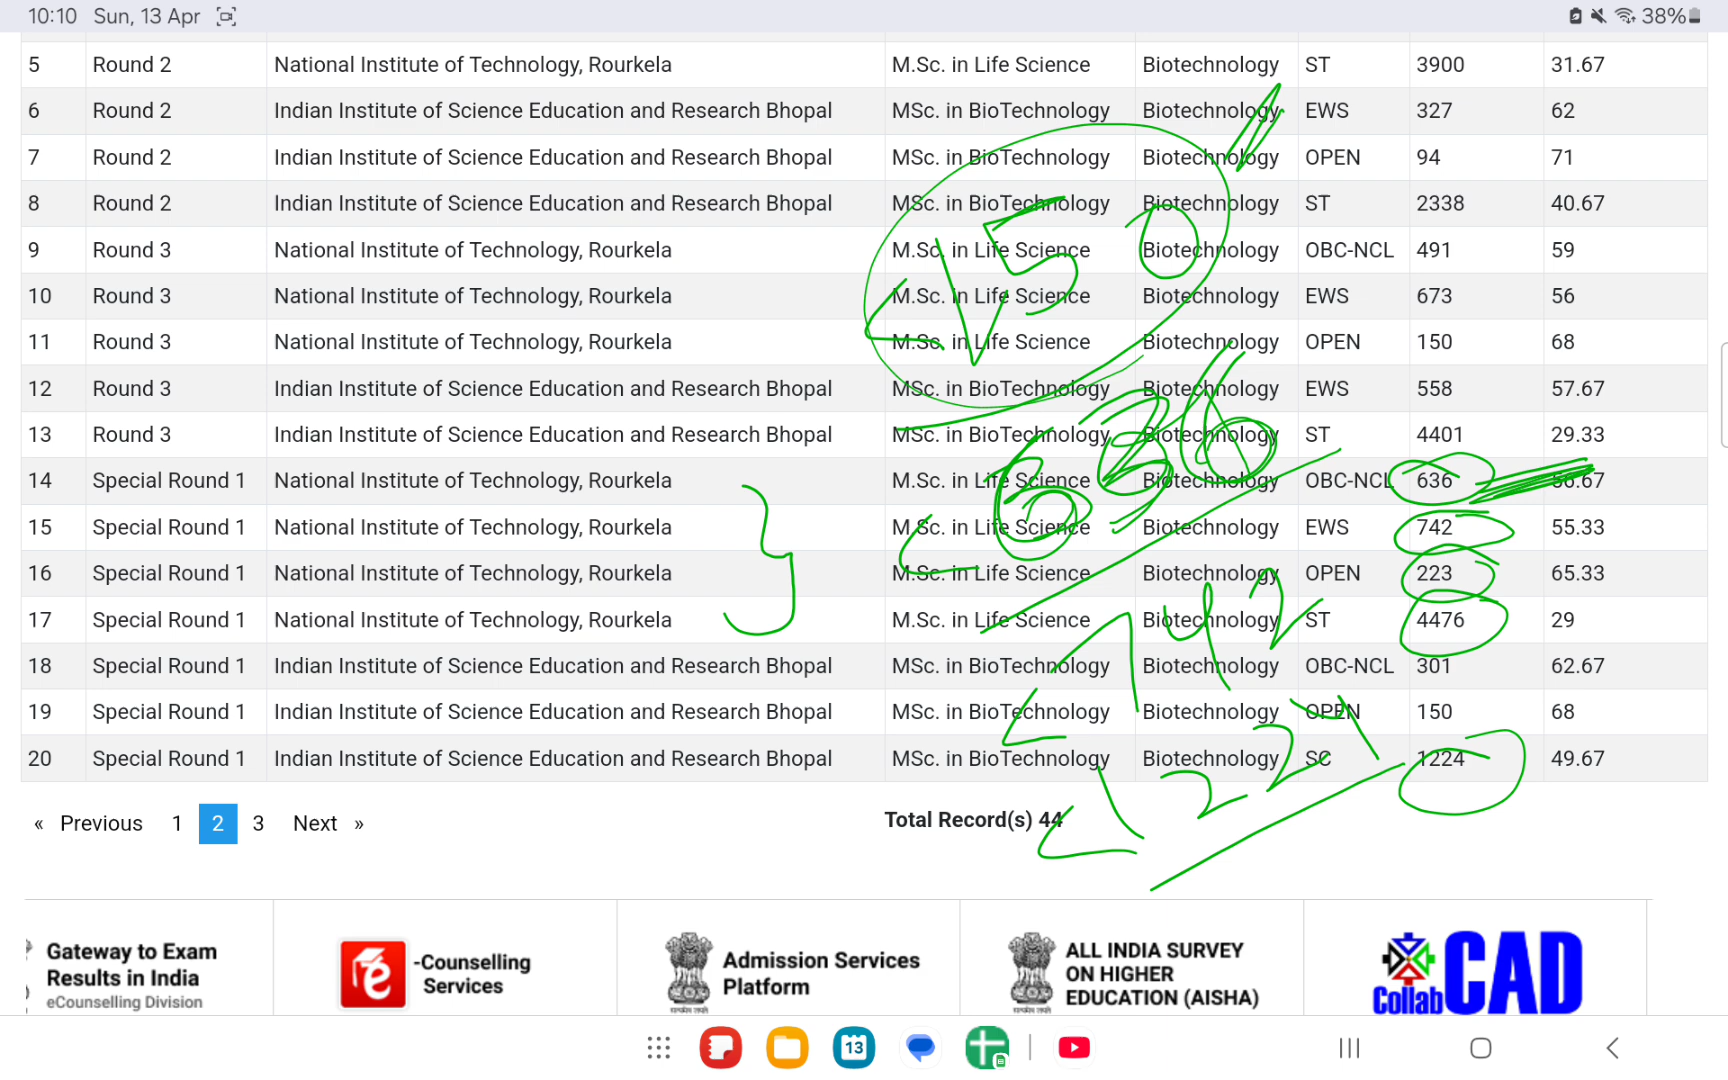 10:10 Sun, 13 Apr 38%
5 Round 2 National Institute of Technology, Rourkela M.Sc. in Life Science Biotechnology ST 3900 31.67
6 Round 2 Indian Institute of Science Education and Research Bhopal MSc. in BioTechnology Biotechnology EWS 327 62
7 Round 2 Indian Institute of Science Education and Research Bhopal MSc. in BioTechnology Biotechnology OPEN 94 71
8 Round 2 Indian Institute of Science Education and Research Bhopal MSc. in BioTechnology Biotechnology ST 2338 40.67
9 Round 3 National Institute of Technology, Rourkela M.Sc. in Life Science Biotechnology OBC-NCL 491 59
10 Round 3 National Institute of Technology, Rourkela M.Sc. in Life Science Biotechnology EWS 673 56
11 Round 3 National Institute of Technology, Rourkela M.Sc. in Life Science Biotechnology OPEN 150 68
12 Round 3 Indian Institute of Science Education and Research Bhopal MSc. in BioTechnology Biotechnology EWS 558 57.67
13 Round 3 Indian Institute of Science Education and Research Bhopal MSc. in BioTechnology Biotechnology ST 4401 29.33
14 Special Round 1 National Institute of Technology, Rourkela M.Sc. in Life Science Biotechnology OBC-NCL 636 56.67
15 Special Round 1 National Institute of Technology, Rourkela M.Sc. in Life Science Biotechnology EWS 742 55.33
16 Special Round 1 National Institute of Technology, Rourkela M.Sc. in Life Science Biotechnology OPEN 223 65.33
17 Special Round 1 National Institute of Technology, Rourkela M.Sc. in Life Science Biotechnology ST 4476 29
18 Special Round 1 Indian Institute of Science Education and Research Bhopal MSc. in BioTechnology Biotechnology OBC-NCL 301 62.67
19 Special Round 1 Indian Institute of Science Education and Research Bhopal MSc. in BioTechnology Biotechnology OPEN 150 68
20 Special Round 1 Indian Institute of Science Education and Research Bhopal MSc. in BioTechnology Biotechnology SC 1224 49.67
<150
<636
<742
<1224
« Previous 1 2 3 Next »
Total Record(s) 44
Gateway to Exam
Results in India
eCounselling Division
e-Counselling
Services
Admission Services
Platform
ALL INDIA SURVEY
ON HIGHER
EDUCATION (AISHA)
Collab CAD
13